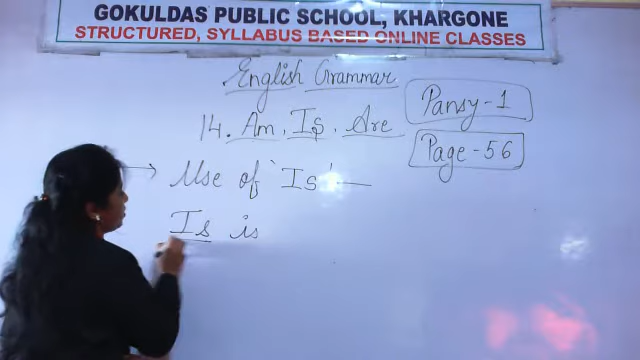 GOKULDAS PUBLIC SCHOOL, KHARGONE
STRUCTURED, SYLLABUS BASED ONLINE CLASSES
English Grammar
Pansy-1
14. Am, Is, Are
Page-56
Use of 'Is' —
Is is